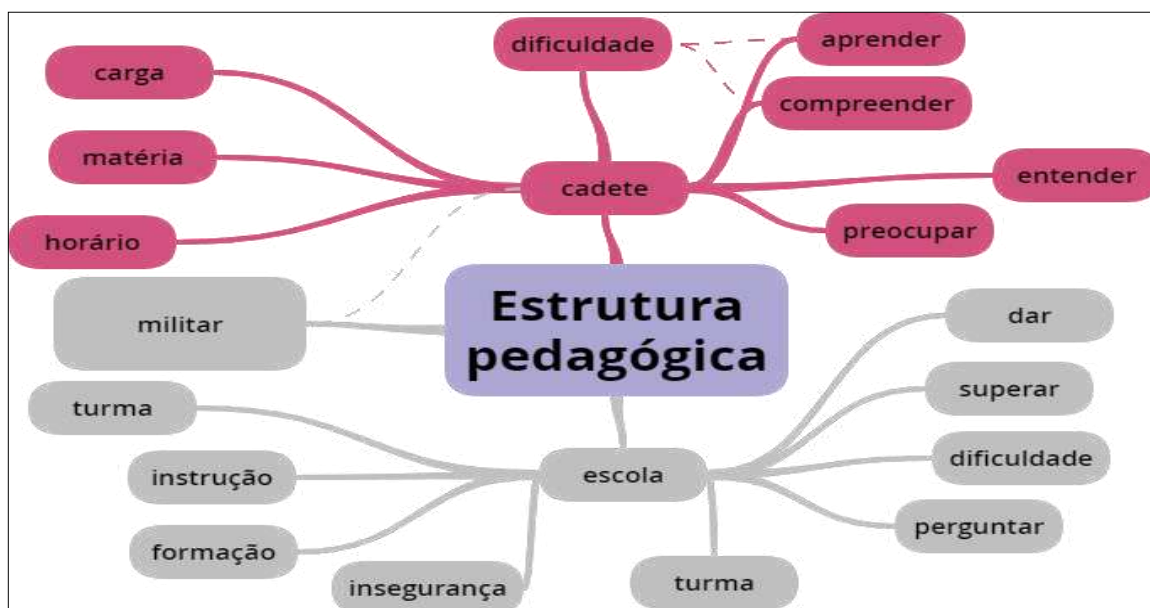 dificuldade
aprender
carga
compreender
matéria
cadete
entender
horário
preocupar
militar
Estrutura
pedagógica
dar
turma
superar
instrução
escola
dificuldade
formação
perguntar
insegurança
turma